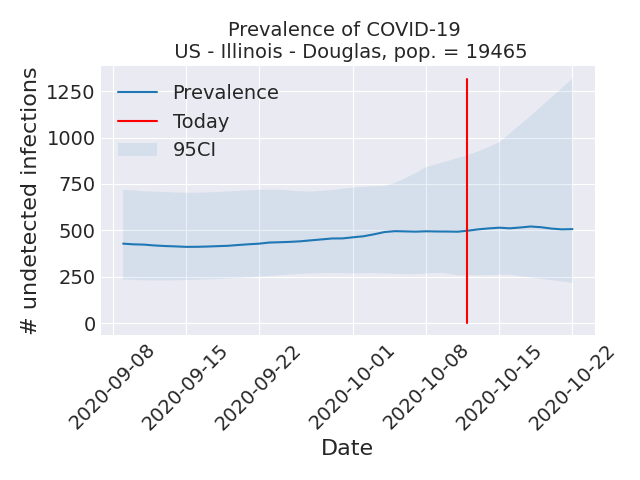 Prevalence of COVID-19
US - Illinois - Douglas, pop. = 19465
# undetected infections
1250
1000
750
500
250
0
Prevalence
Today
95CI
2020-09-08
2020-09-15
2020-09-22
2020-10-01
2020-10-08
2020-10-15
2020-10-22
Date